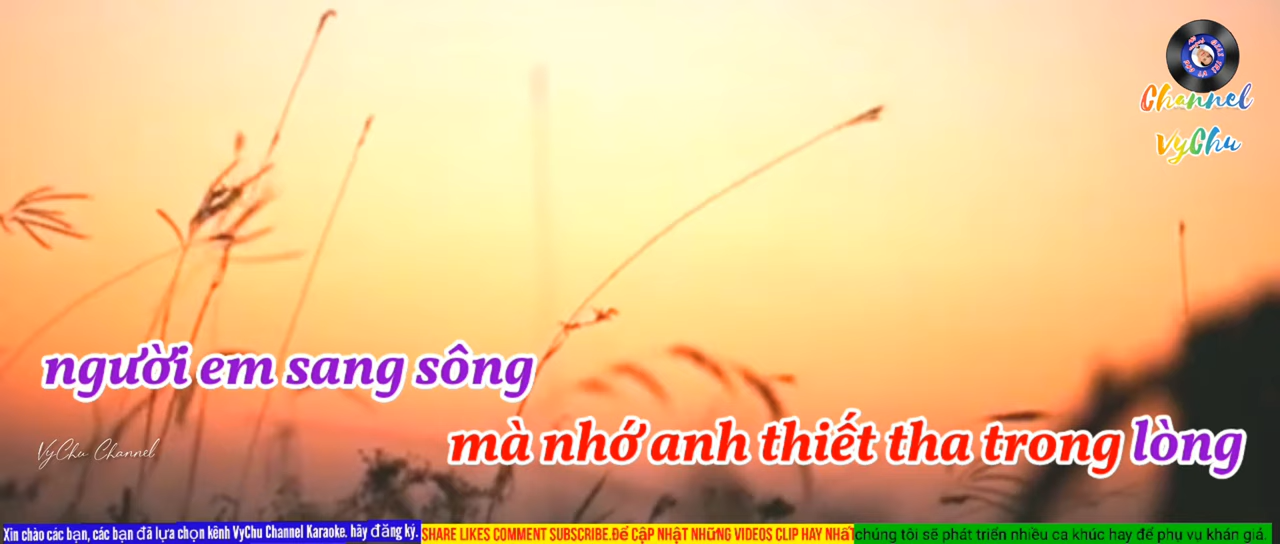 Channel
VyChu
người em sang sông
mà nhớ anh thiết tha trong lòng
VyChu Channel
Xin chào các bạn, các bạn đã lựa chọn kênh VyChu Channel Karaoke. hãy đăng ký. SHARE LIKES COMMENT SUBSCRIBE.Để Cập NHậT NHữNG VIDEOS CLIP HAY NHấT chúng tôi sẽ phát triển nhiều ca khúc hay để phụ vụ khán giả.